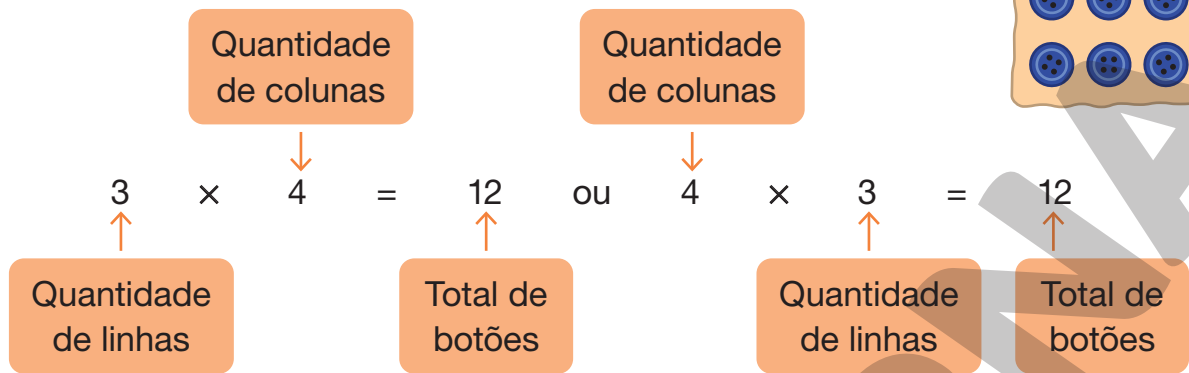 Quantidade
de colunas
Quantidade
de colunas
3 × 4 = 12 ou 4 × 3 = 12
Quantidade
de linhas
Total de
botões
Quantidade
de linhas
Total de
botões